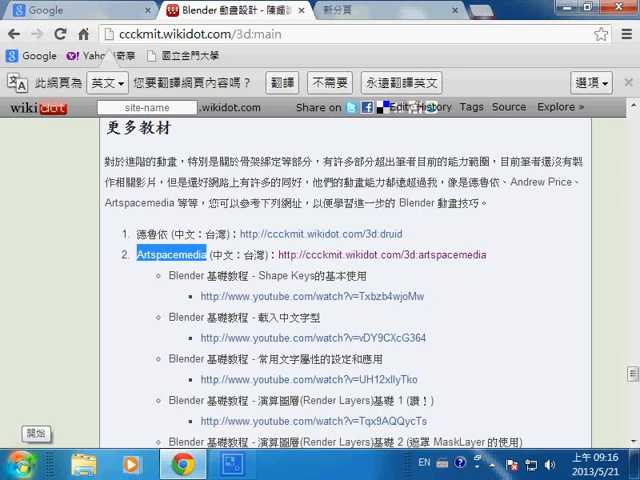 Google
Blender 動畫設計 - 陳鍾誠
新分頁
ccckmit.wikidot.com/3d:main
Google
Yahoo!奇摩
國立金門大學
此網頁為 英文 您要翻譯網頁內容嗎? 翻譯 不需要 永遠翻譯英文 選項
wikidot site-name .wikidot.com Share on Edit History Tags Source Explore »
更多教材
對於進階的動畫,特別是關於骨架綁定等部分,有許多部分超出筆者目前的能力範圍,目前筆者還沒有製
作相關影片,但是還好網路上有許多的同好,他們的動畫能力都遠超過我,像是德魯依、Andrew Price、
Artspacemedia 等等,您可以參考下列網址,以便學習進一步的 Blender 動畫技巧。
1. 德魯依 (中文:台灣):http://ccckmit.wikidot.com/3d:druid
2. Artspacemedia (中文:台灣):http://ccckmit.wikidot.com/3d:artspacemedia
Blender 基礎教程 - Shape Keys的基本使用
http://www.youtube.com/watch?v=Txbzb4wjoMw
Blender 基礎教程 - 載入中文字型
http://www.youtube.com/watch?v=vDY9CXcG364
Blender 基礎教程 - 常用文字屬性的設定和應用
http://www.youtube.com/watch?v=UH12xllyTko
Blender 基礎教程 - 演算圖層(Render Layers)基礎 1 (讚!)
http://www.youtube.com/watch?v=Tqx9AQQycTs
Blender 基礎教程 - 演算圖層(Render Layers)基礎 2 (遮罩 MaskLayer 的使用)
開始
EN
上午 09:16
2013/5/21